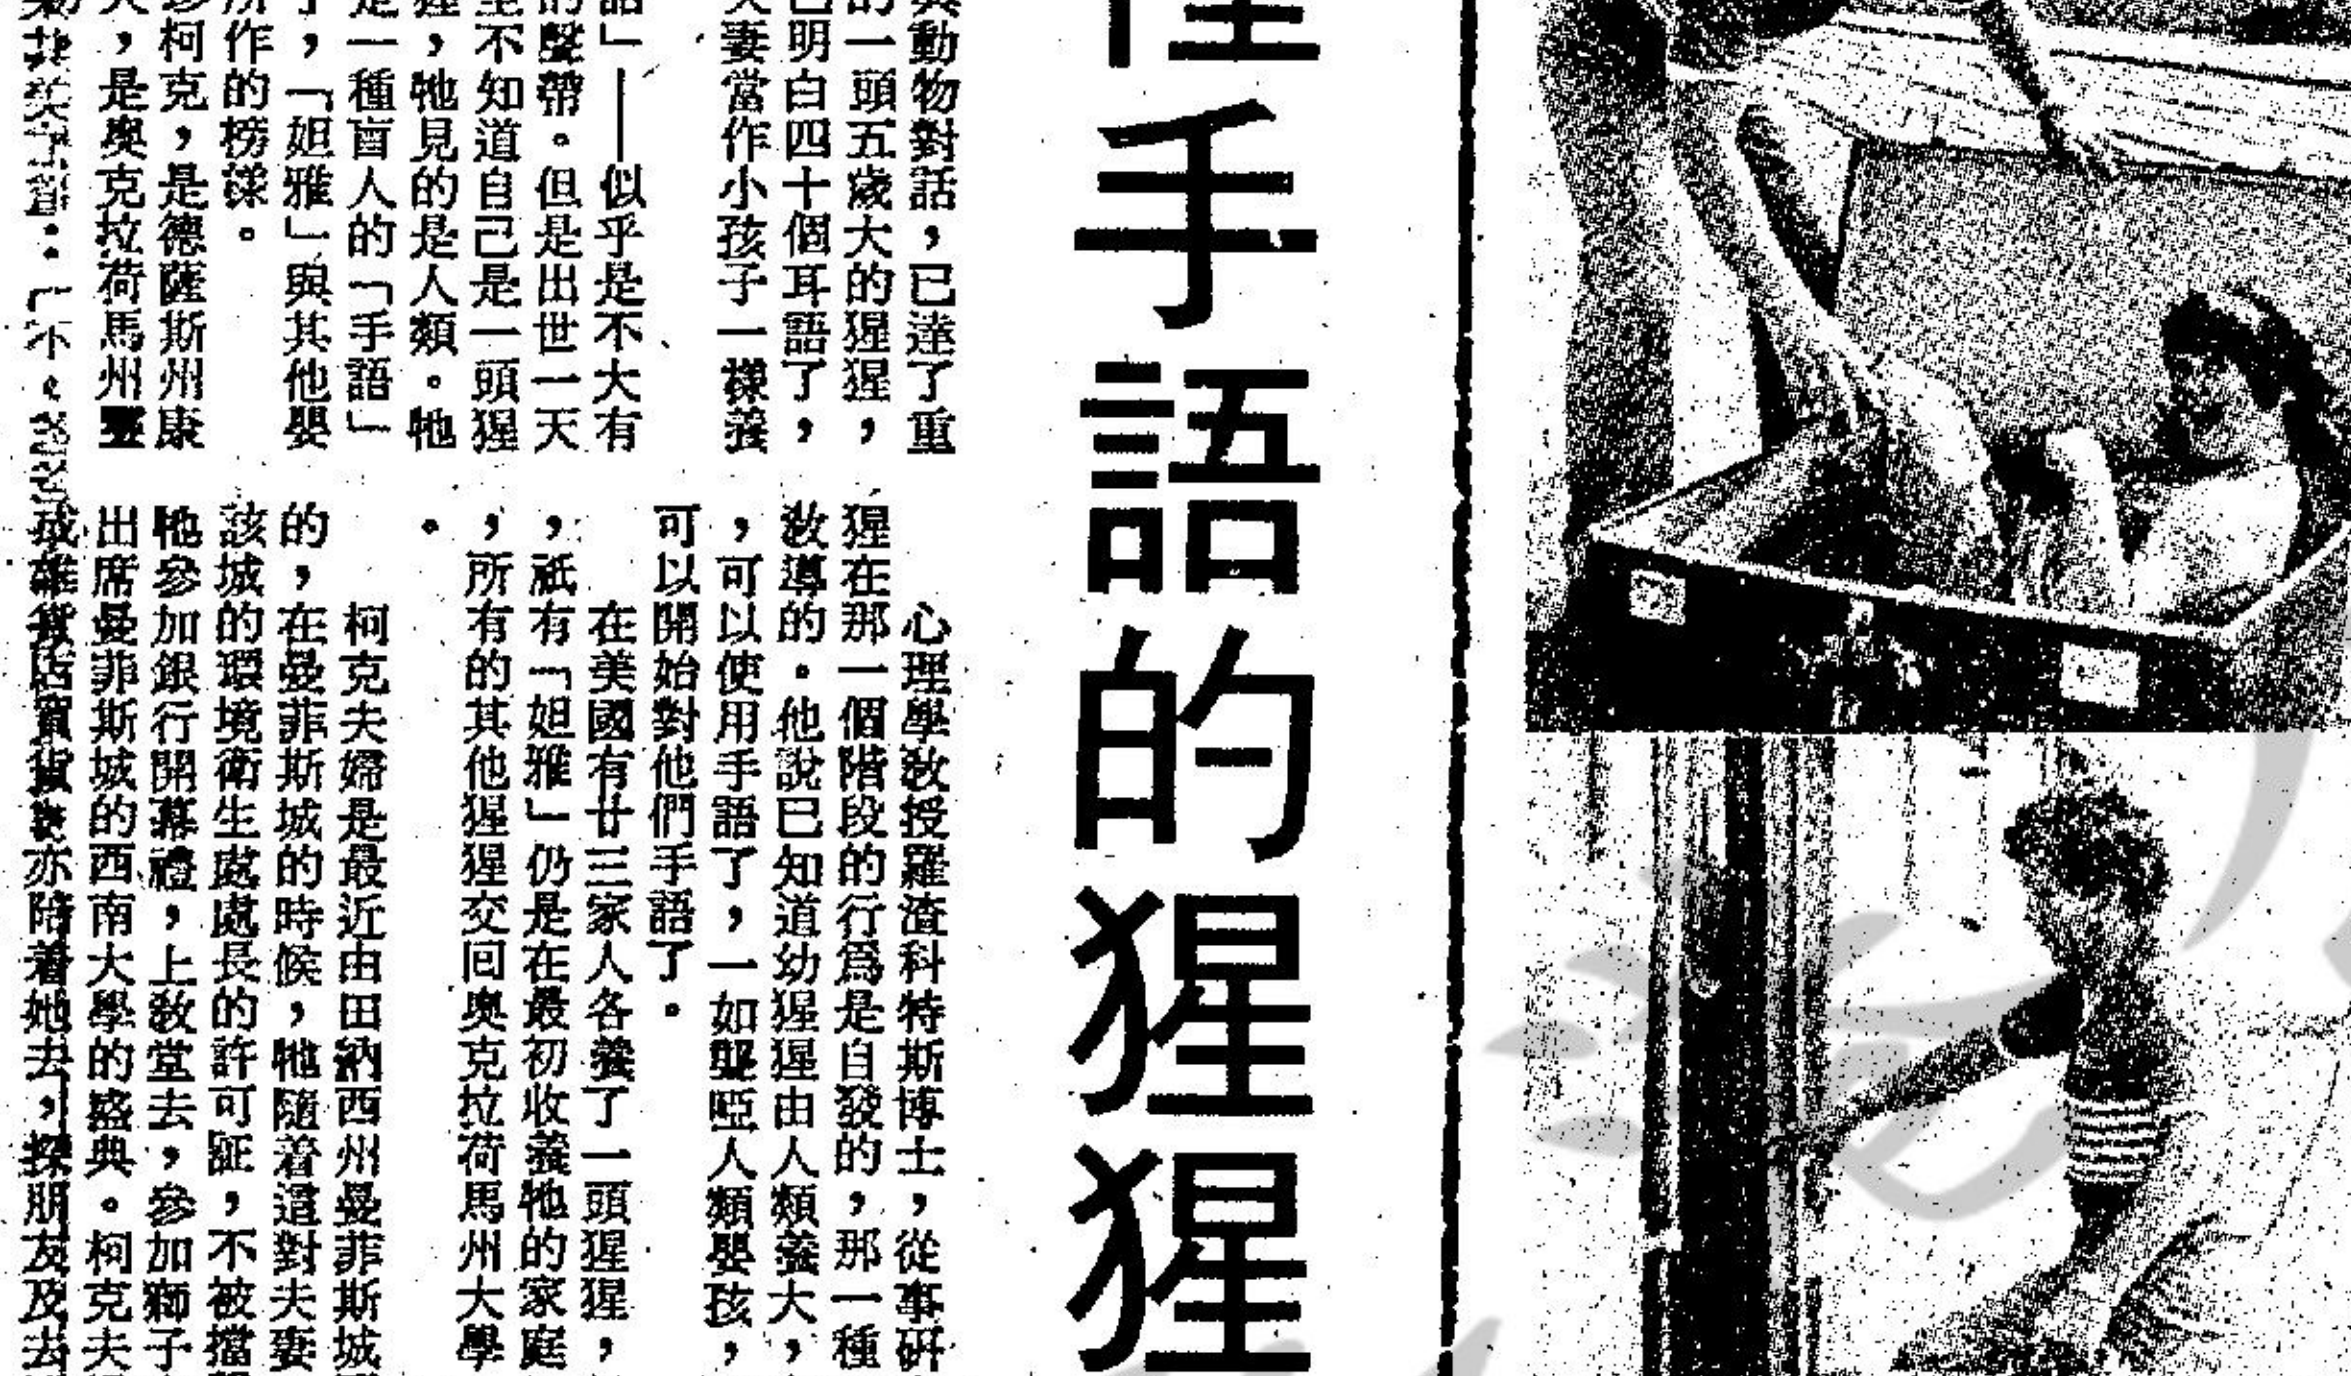 手語的猩猩
與動物對話，已達了重
的一頭五歲大的猩猩，
已明白四十個耳語了，
夫妻當作小孩子一樣養
語」——似乎是不大有
的聲帶。但是出世一天
至不知道自己是一頭猩
猩，牠見的是人類。牠
是一種盲人的「手語」
，「妲雅」與其他嬰
所作的榜樣。
柯克，是德薩斯州康
，是奧克拉荷馬州
：「不。
心理學教授羅渣科特斯博士，從事研
猩在那一個階段的行爲是自發的，那一種
教導的。他說已知道幼猩猩由人類養大，
，可以使用手語了，一如聾啞人類嬰孩，
可以開始對他們手語了。
在美國有廿三家人各養了一頭猩猩，
，祇有「妲雅」仍是在最初收養牠的家庭
，所有的其他猩猩交回奧克拉荷馬州大學
。
柯克夫婦是最近由田納西州曼菲斯城
的，在曼菲斯城的時候，牠隨着這對夫妻
該城的環境衛生處處長的許可証，不被擋
牠參加銀行開幕禮，上教堂去，參加獅子
出席曼菲斯城的西南大學的盛典。柯克夫
亦陪着她去，探朋友及去